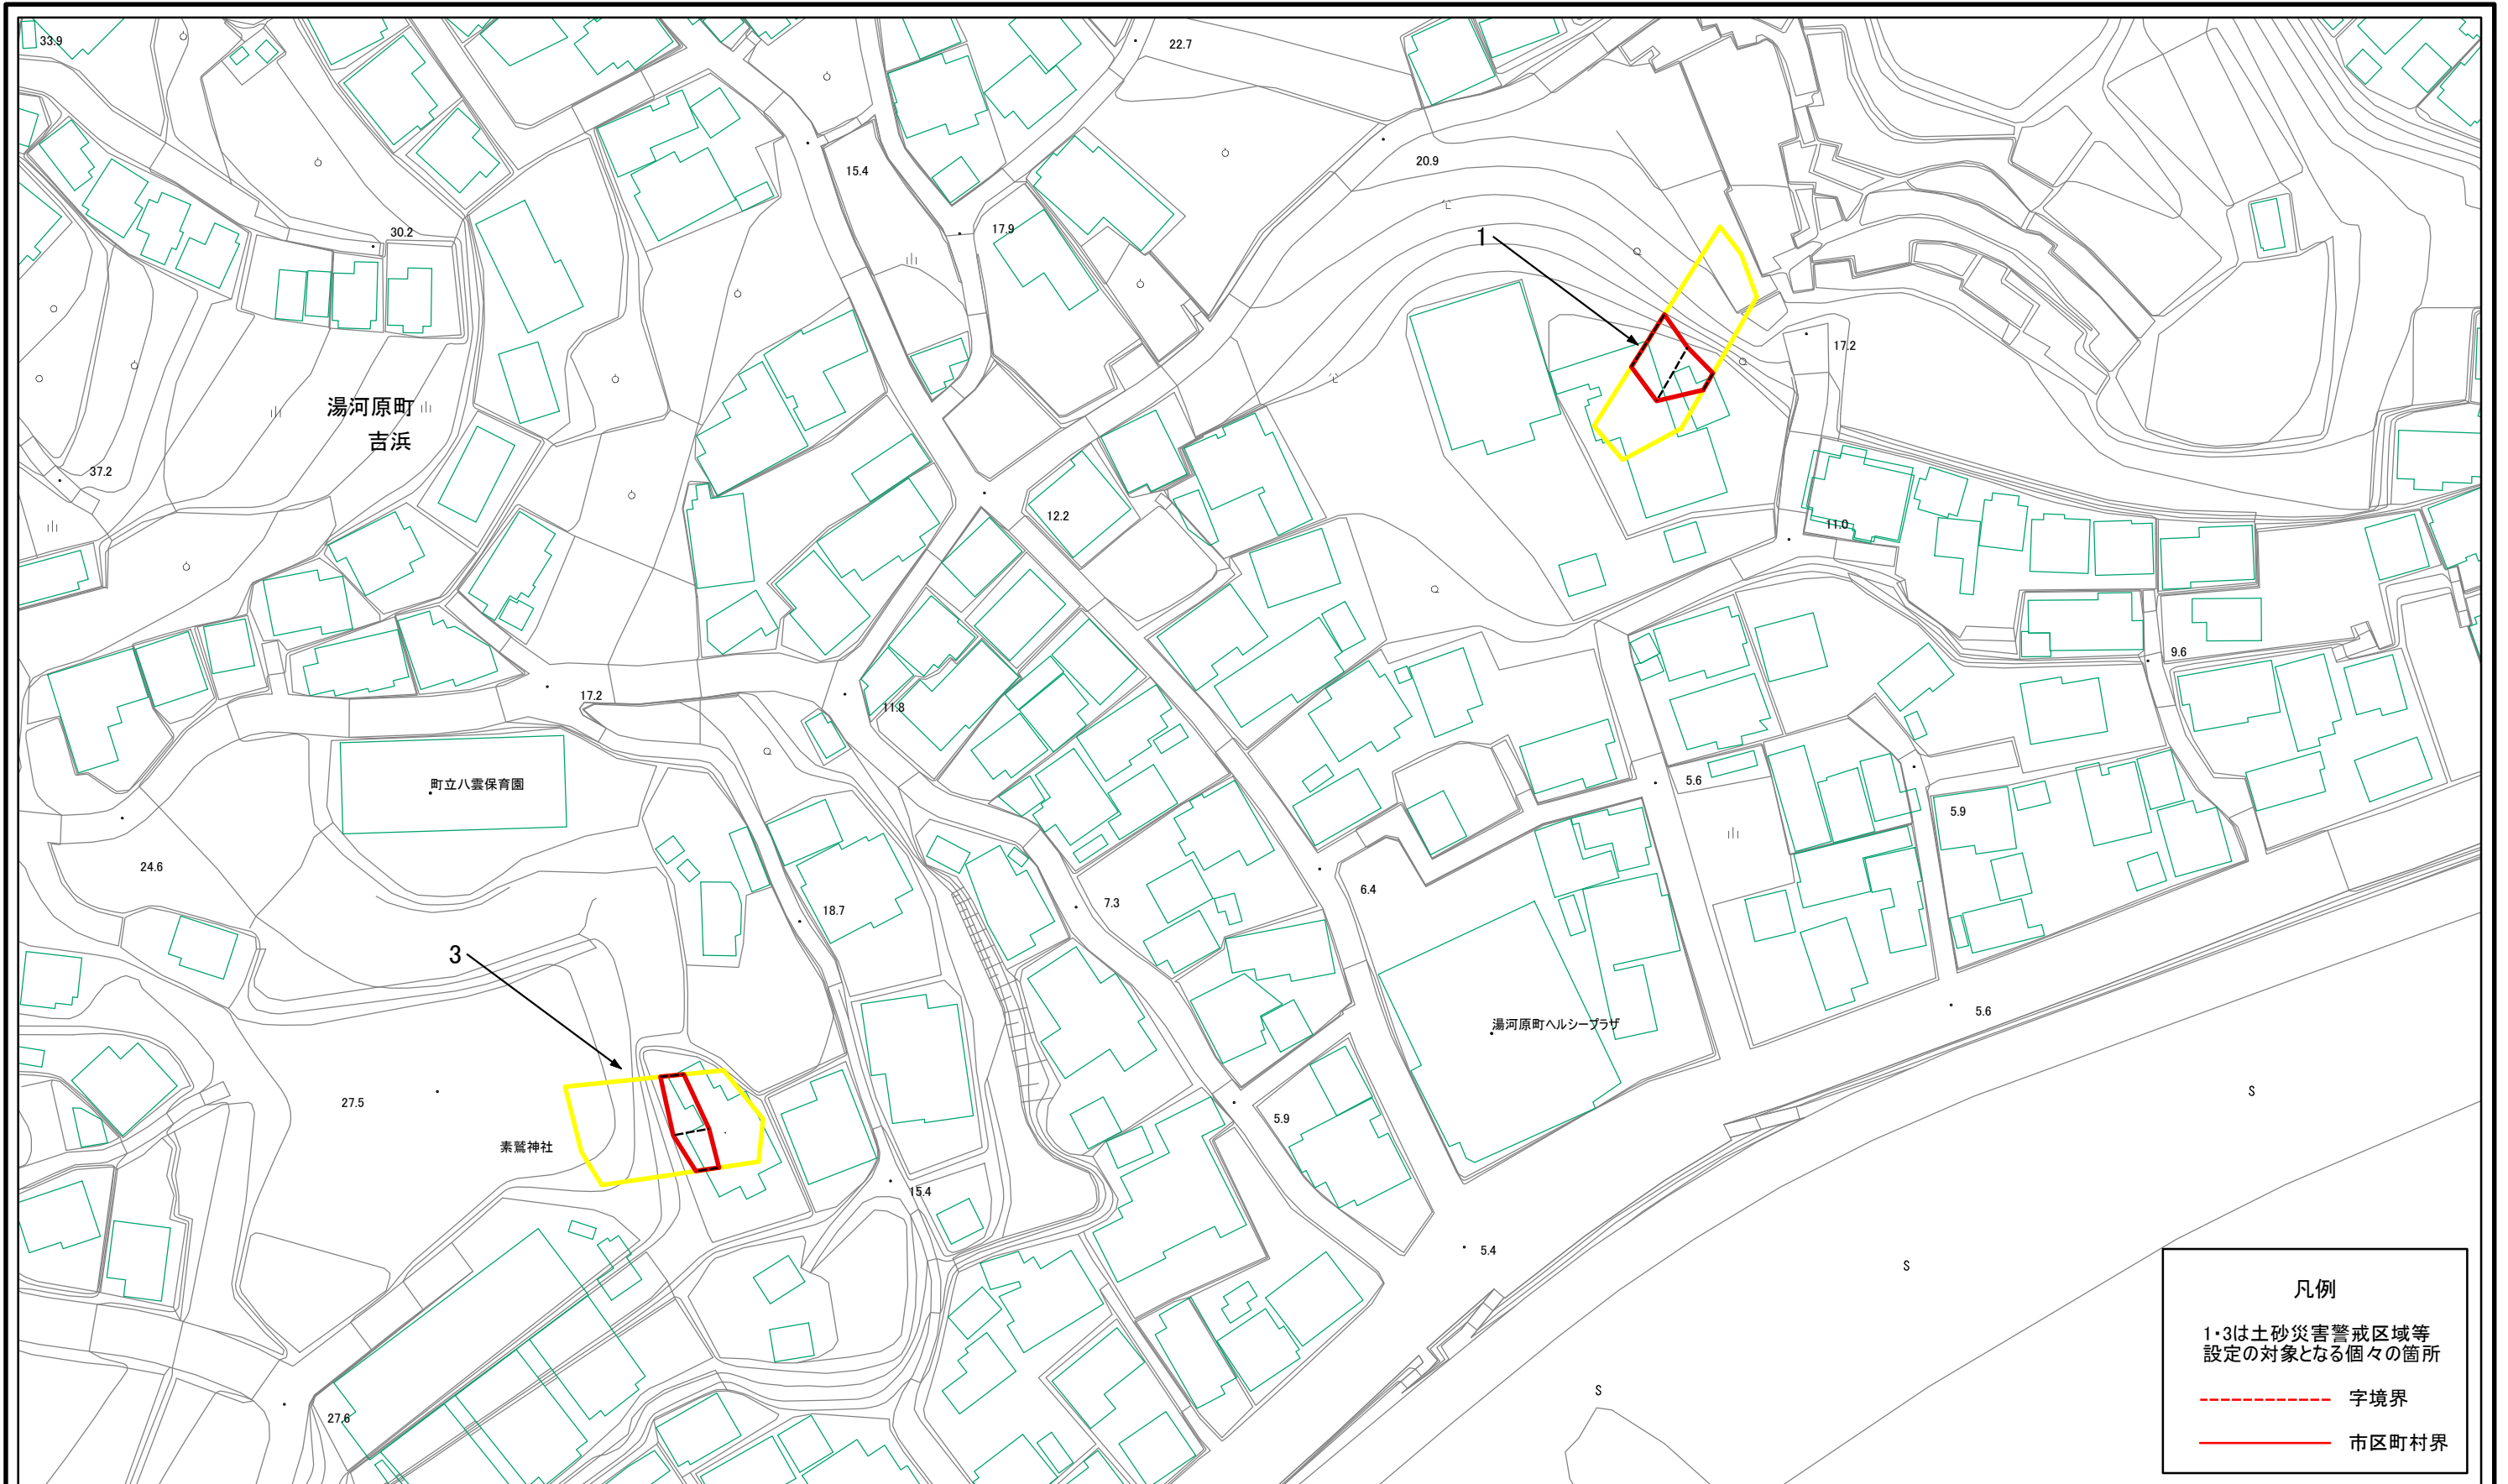 33.9
22.7
15.4
20.9
30.2
17.9
1
17.2
湯河原町
吉浜
37.2
12.2
11.0
9.6
17.2
11.8
町立八雲保育園
5.6
5.9
24.6
6.4
7.3
18.7
3
5.6
湯河原町ヘルシープラザ
S
27.5
5.9
素鵞神社
15.4
5.4
S
S
27.6
凡例
1・3は土砂災害警戒区域等
設定の対象となる個々の箇所
字境界
市区町村界